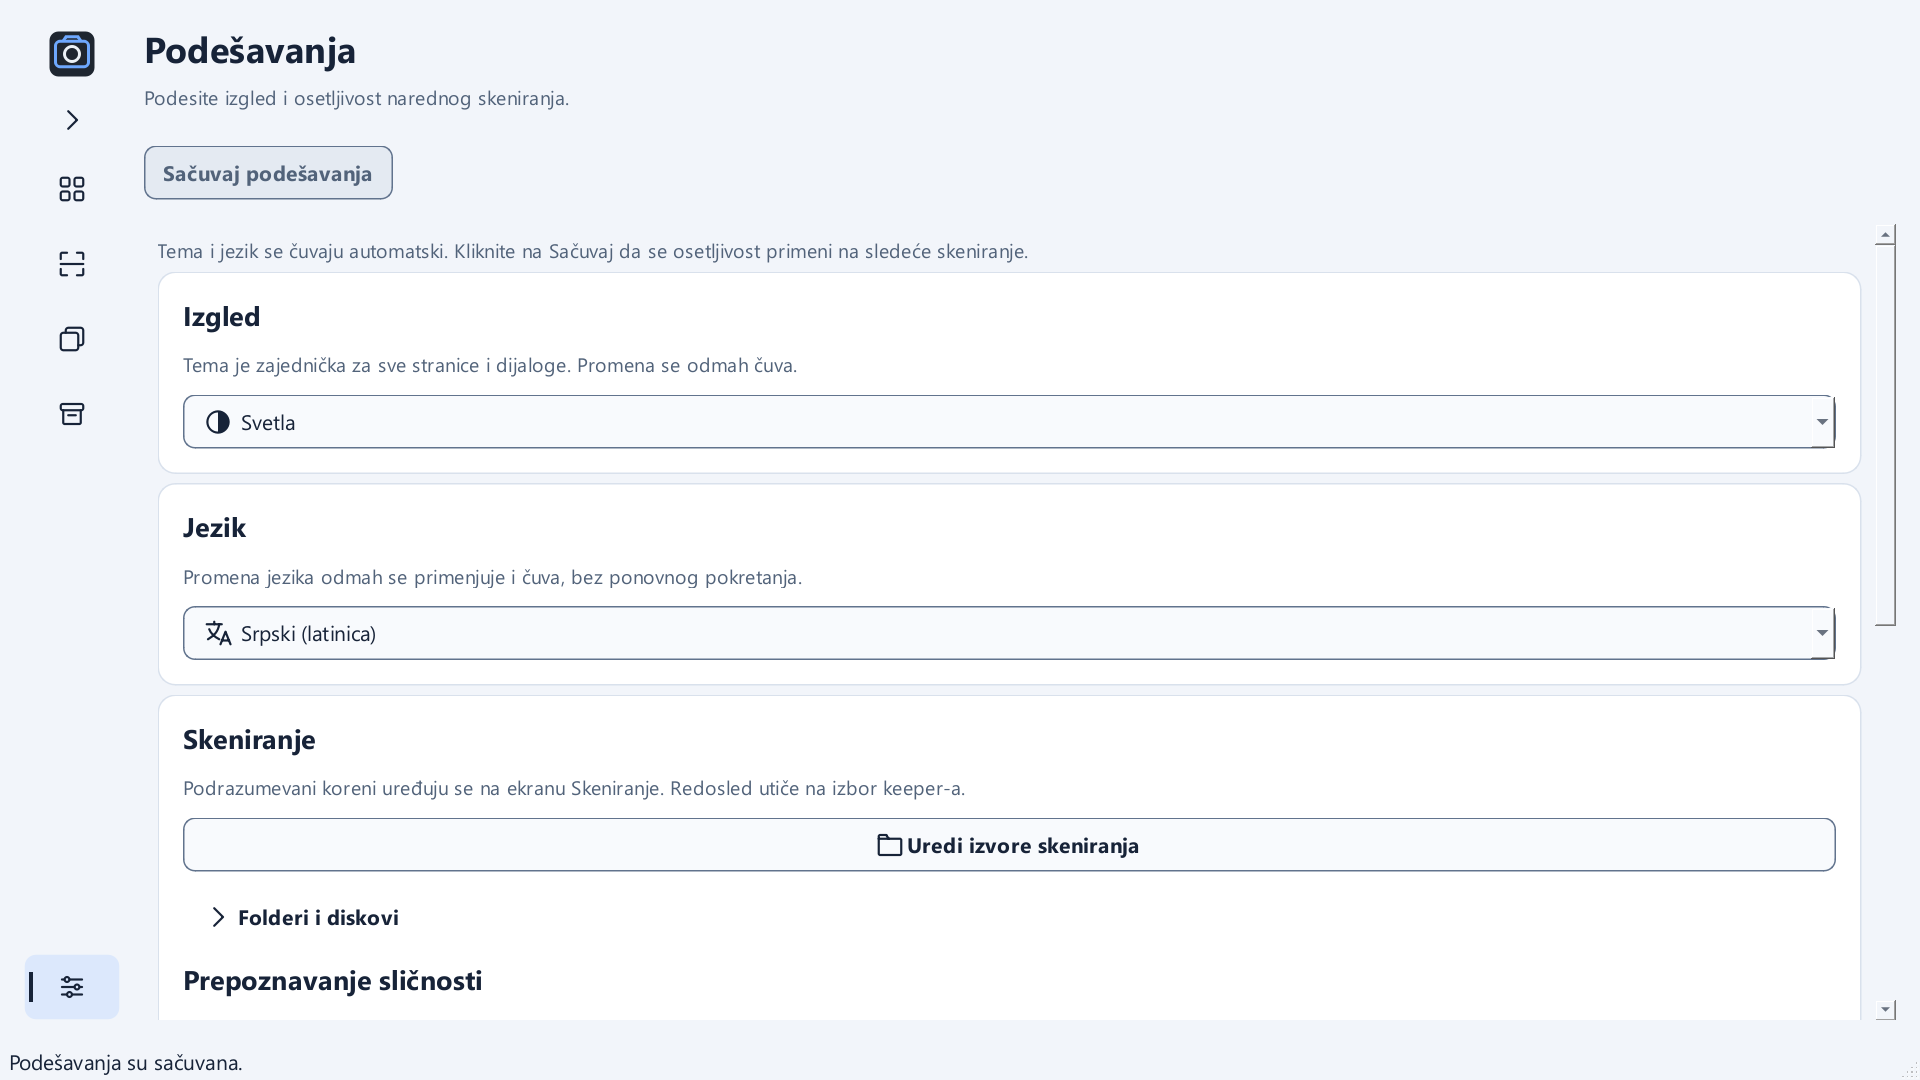 Podešavanja
Podesite izgled i osetljivost narednog skeniranja.
Sačuvaj podešavanja
Tema i jezik se čuvaju automatski. Kliknite na Sačuvaj da se osetljivost primeni na sledeće skeniranje.
Izgled
Tema je zajednička za sve stranice i dijaloge. Promena se odmah čuva.
Svetla
Jezik
Promena jezika odmah se primenjuje i čuva, bez ponovnog pokretanja.
Srpski (latinica)
Skeniranje
Podrazumevani koreni uređuju se na ekranu Skeniranje. Redosled utiče na izbor keeper-a.
Uredi izvore skeniranja
Folderi i diskovi
Prepoznavanje sličnosti
Podešavanja su sačuvana.